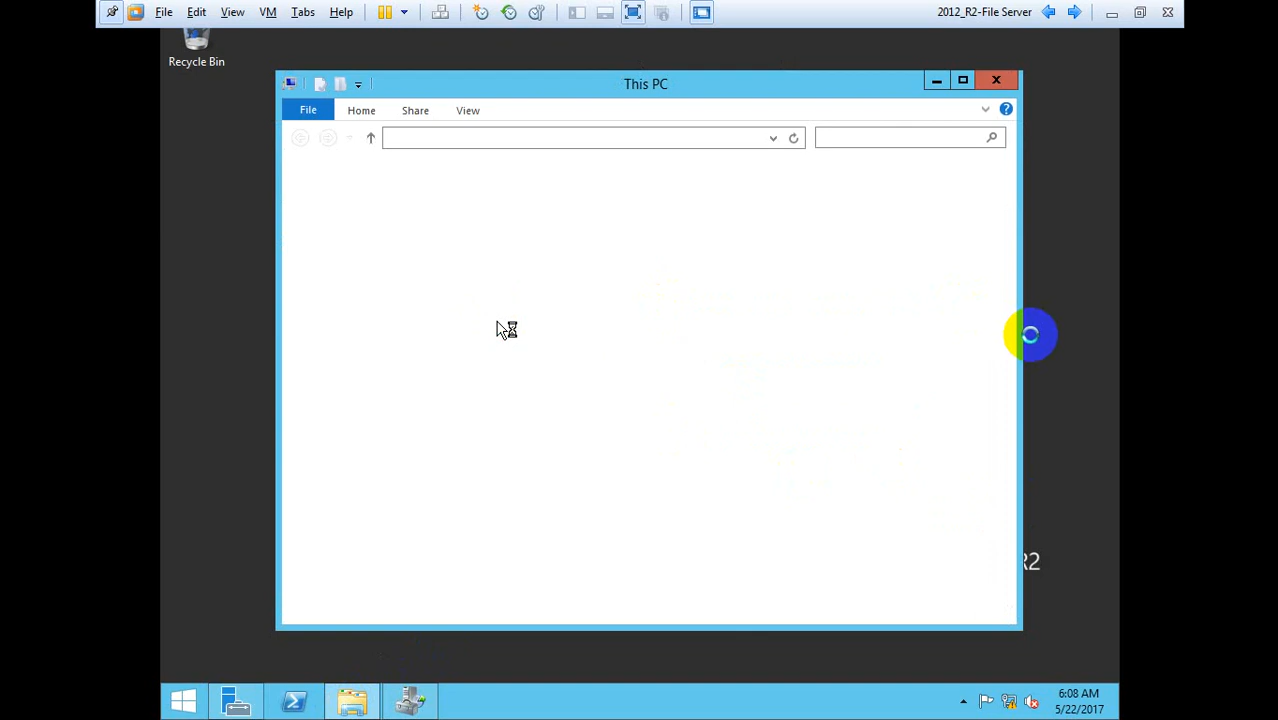 File Edit View VM Tabs Help 2012_R2-File Server
Recycle Bin
This PC
File Home Share View
R2
6:08 AM
5/22/2017